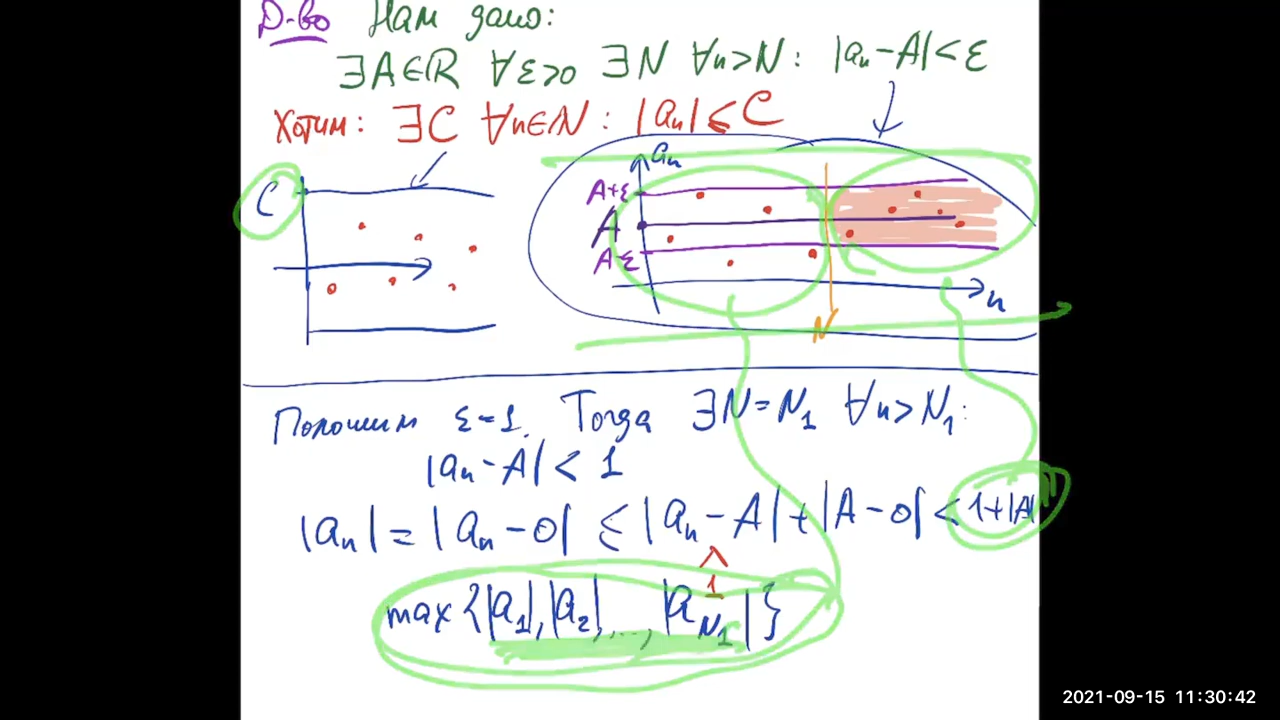 Д-во Нам дано:
∃A∈ℝ ∀ε>0 ∃N ∀n>N: |aₙ-A|<ε
Хотим: ∃C ∀n∈ℕ: |aₙ|≤C
C
aₙ
A+ε
A
A-ε
n
N
Положим ε=1. Тогда ∃N=N₁ ∀n>N₁:
|aₙ-A|<1
|aₙ|=|aₙ-0|≤|aₙ-A|+|A-0|<1+|A|
^
1
max{|a₁|,|a₂|,...,|a_N₁|}
2021-09-15 11:30:42